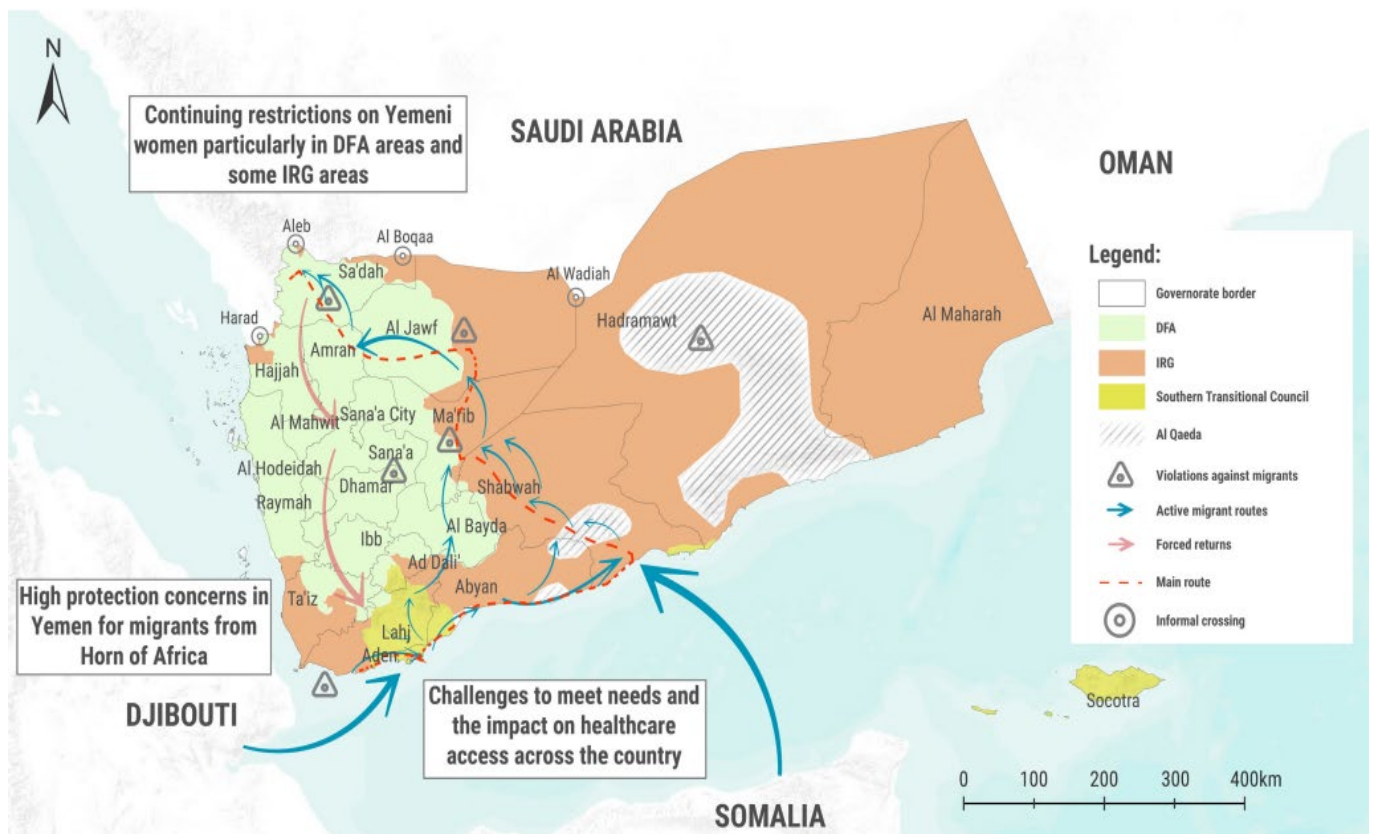 N
Continuing restrictions on Yemeni
women particularly in DFA areas and
some IRG areas
SAUDI ARABIA
OMAN
Aleb
Al Boqaa
Sa'dah
Al Wadiah
Harad
Al Jawf
Hadramawt
Al Maharah
Amran
Hajjah
Al Mahwit
Sana'a City
Ma'rib
Sana'a
Al Hodeidah
Dhamar
Shabwah
Raymah
Al Bayda
Ibb
Ad Dali'
Abyan
Ta'iz
Lahj
Aden
High protection concerns in
Yemen for migrants from
Horn of Africa
DJIBOUTI
Challenges to meet needs and
the impact on healthcare
access across the country
SOMALIA
Socotra
Legend:
Governorate border
DFA
IRG
Southern Transitional Council
Al Qaeda
Violations against migrants
Active migrant routes
Forced returns
Main route
Informal crossing
0 100 200 300 400km